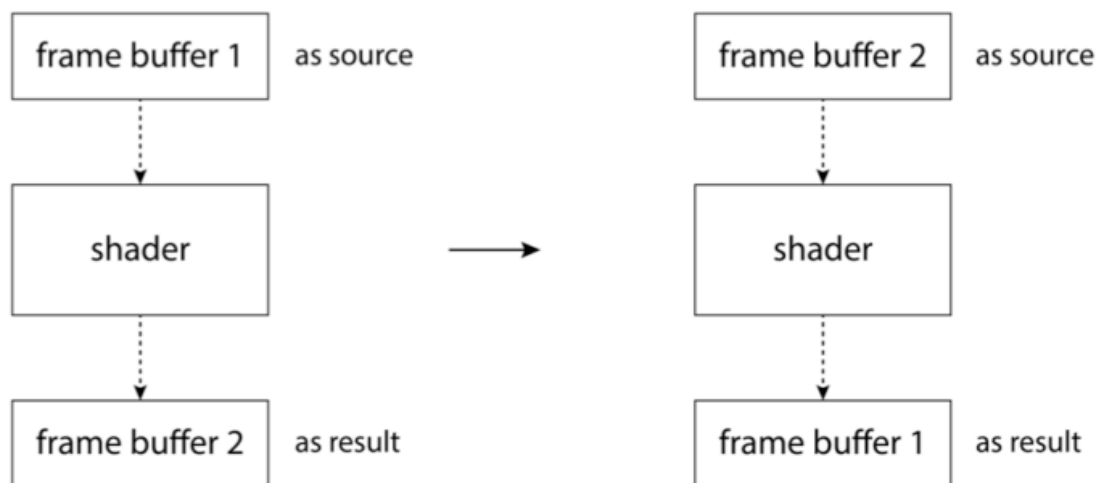 frame buffer 1 as source
shader
frame buffer 2 as result
frame buffer 2 as source
shader
frame buffer 1 as result